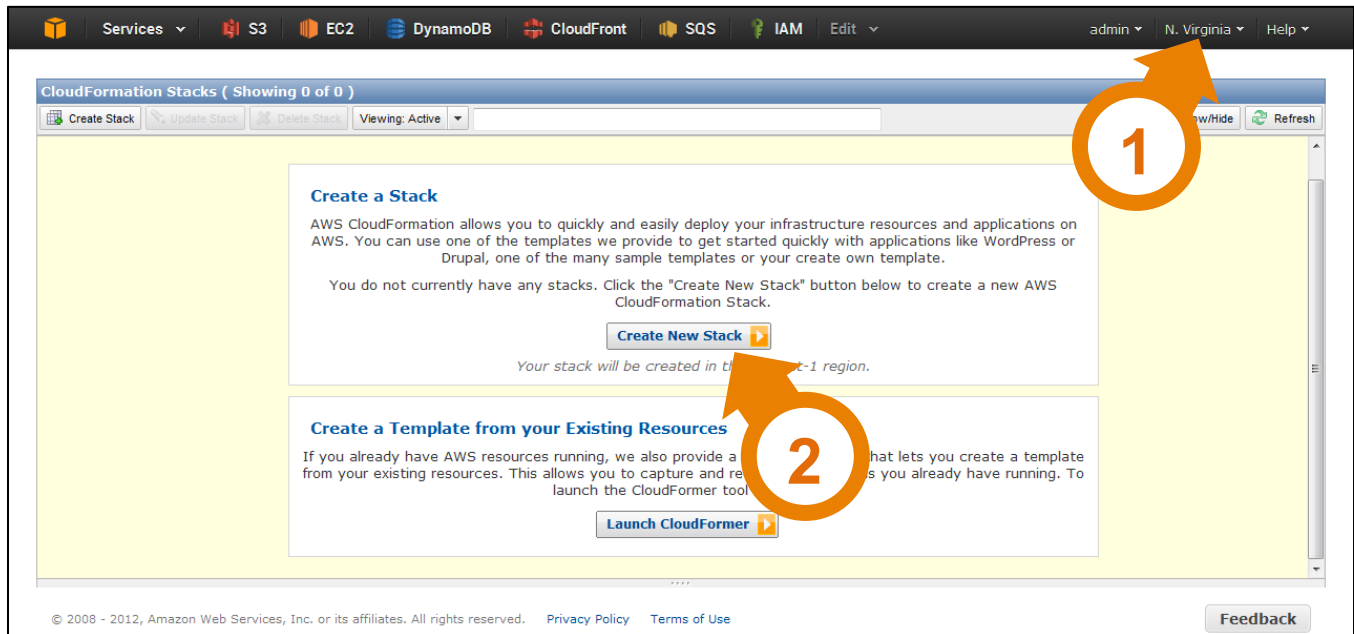 Services S3 EC2 DynamoDB CloudFront SQS IAM Edit admin N. Virginia Help
CloudFormation Stacks ( Showing 0 of 0 )
Create Stack Update Stack Delete Stack Viewing: Active ow/Hide Refresh
1
Create a Stack
AWS CloudFormation allows you to quickly and easily deploy your infrastructure resources and applications on
AWS. You can use one of the templates we provide to get started quickly with applications like WordPress or
Drupal, one of the many sample templates or your create own template.
You do not currently have any stacks. Click the "Create New Stack" button below to create a new AWS
CloudFormation Stack.
Create New Stack
Your stack will be created in th t-1 region.
2
Create a Template from your Existing Resources
If you already have AWS resources running, we also provide a hat lets you create a template
from your existing resources. This allows you to capture and re s you already have running. To
launch the CloudFormer tool
Launch CloudFormer
© 2008 - 2012, Amazon Web Services, Inc. or its affiliates. All rights reserved. Privacy Policy Terms of Use Feedback